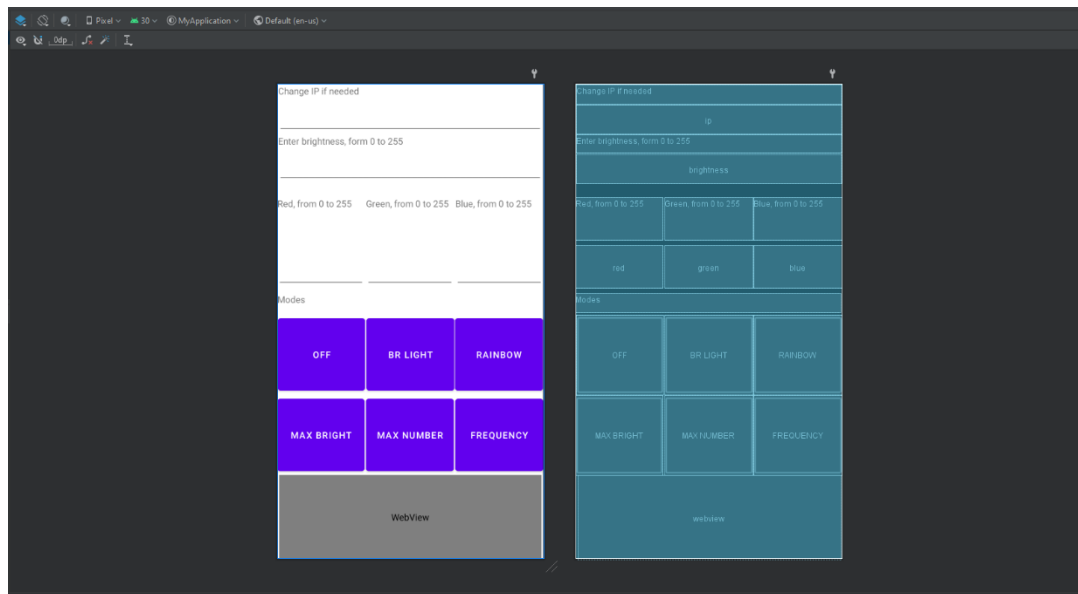 Pixel 30 MyApplication Default (en-us)
0dp
Change IP if needed
Enter brightness, form 0 to 255
Red, from 0 to 255 Green, from 0 to 255 Blue, from 0 to 255
Modes
OFF BR LIGHT RAINBOW
MAX BRIGHT MAX NUMBER FREQUENCY
WebView
Change IP if needed
ip
Enter brightness, form 0 to 255
brightness
Red, from 0 to 255 Green, from 0 to 255 Blue, from 0 to 255
red green blue
Modes
OFF BR LIGHT RAINBOW
MAX BRIGHT MAX NUMBER FREQUENCY
webview